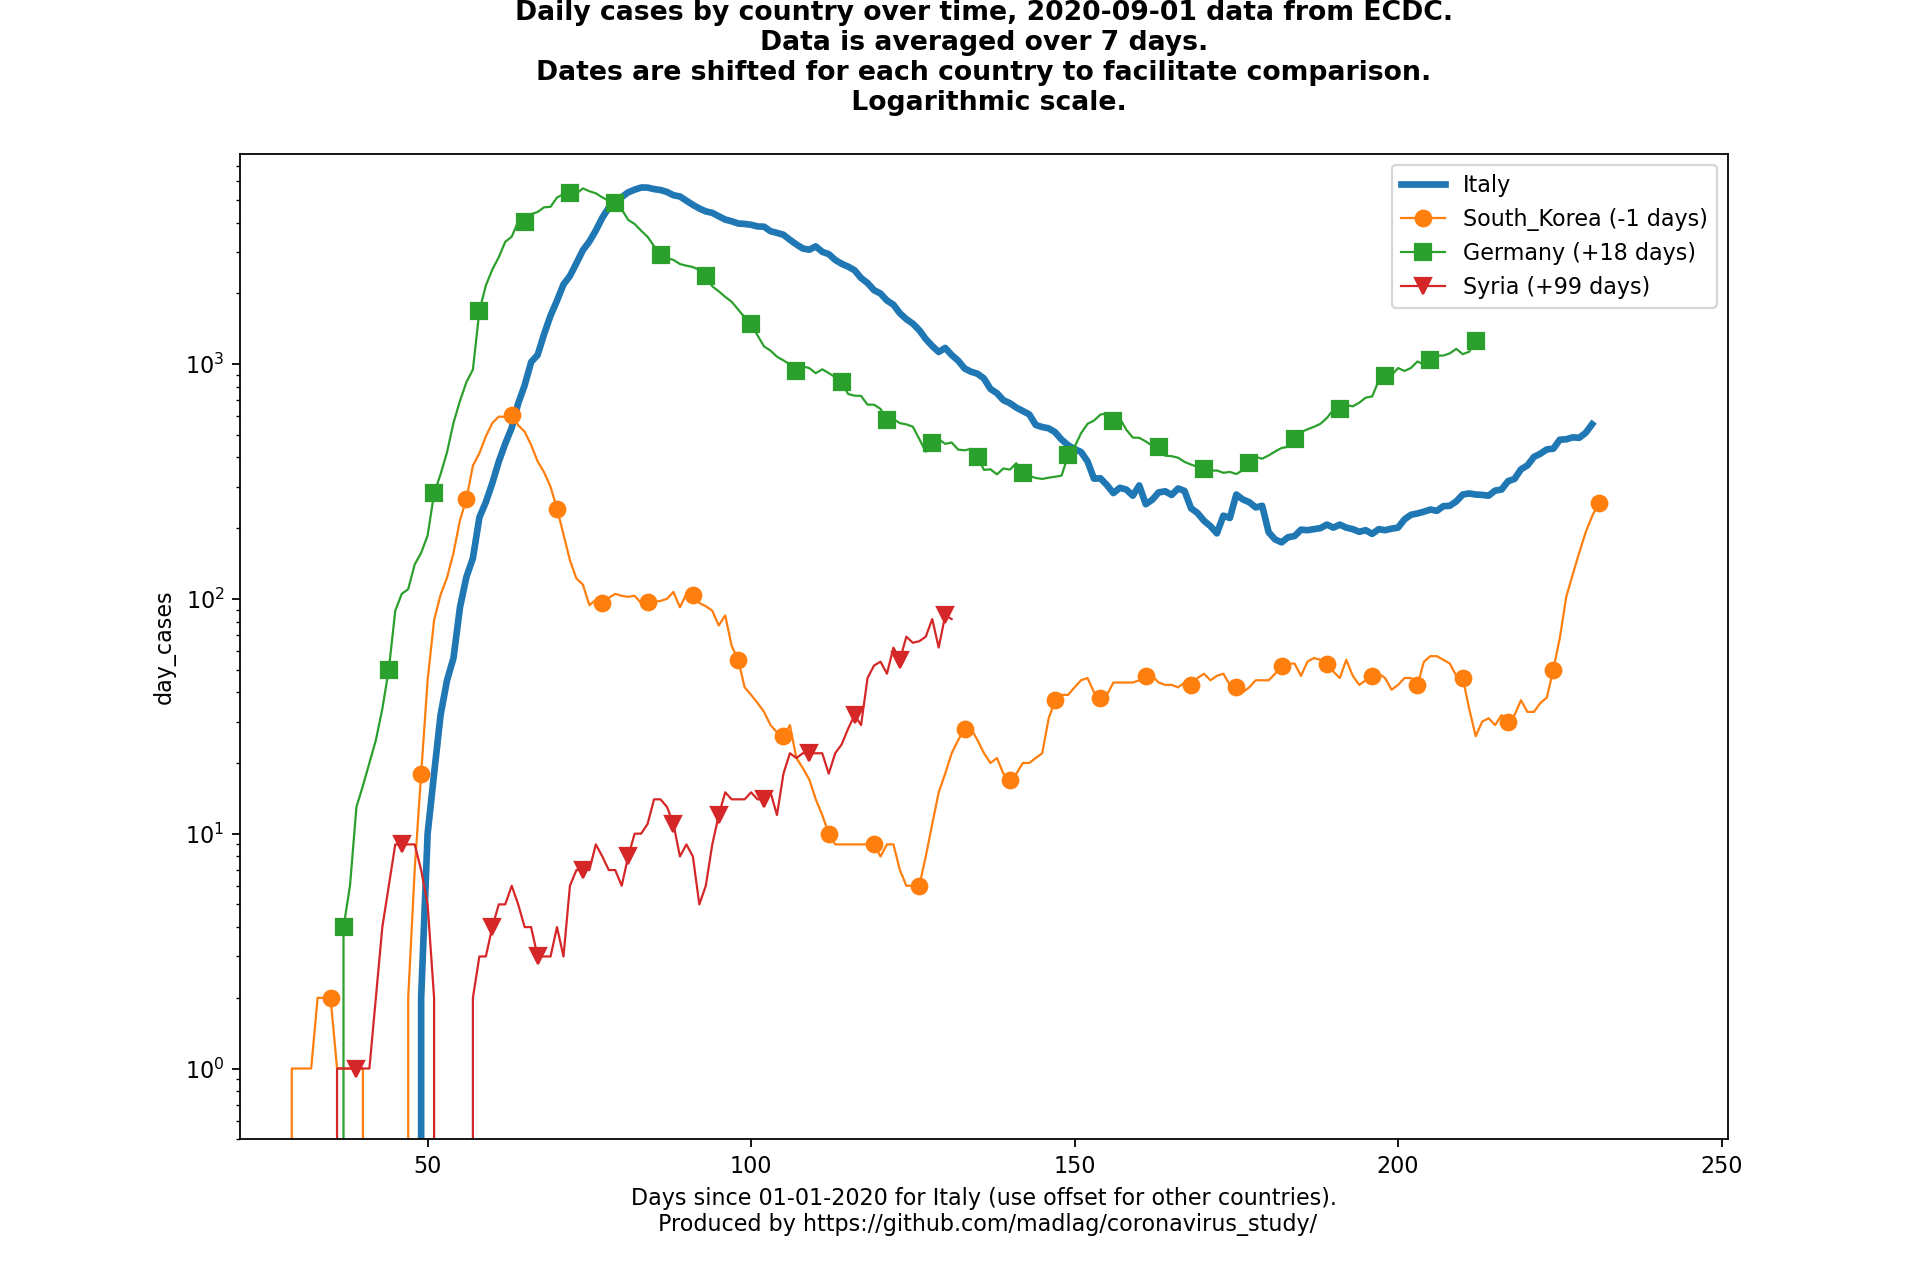 Daily cases by country over time, 2020-09-01 data from ECDC.
Data is averaged over 7 days.
Dates are shifted for each country to facilitate comparison.
Logarithmic scale.
Italy
South_Korea (-1 days)
Germany (+18 days)
Syria (+99 days)
day_cases
10³
10²
10¹
10⁰
50 100 150 200 250
Days since 01-01-2020 for Italy (use offset for other countries).
Produced by https://github.com/madlag/coronavirus_study/